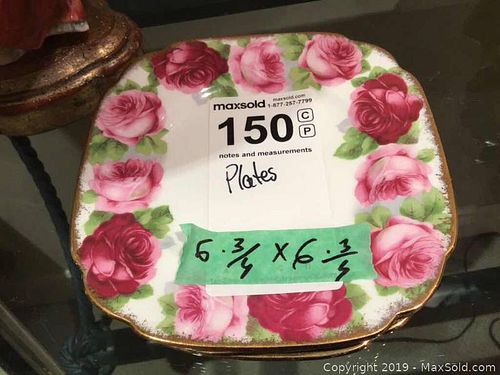 maxsold maxsold.com
1-877-257-7799
150 C
P
notes and measurements
Plates
6.3/4 x 6.3/4
Copyright © 2019 - MaxSold.com